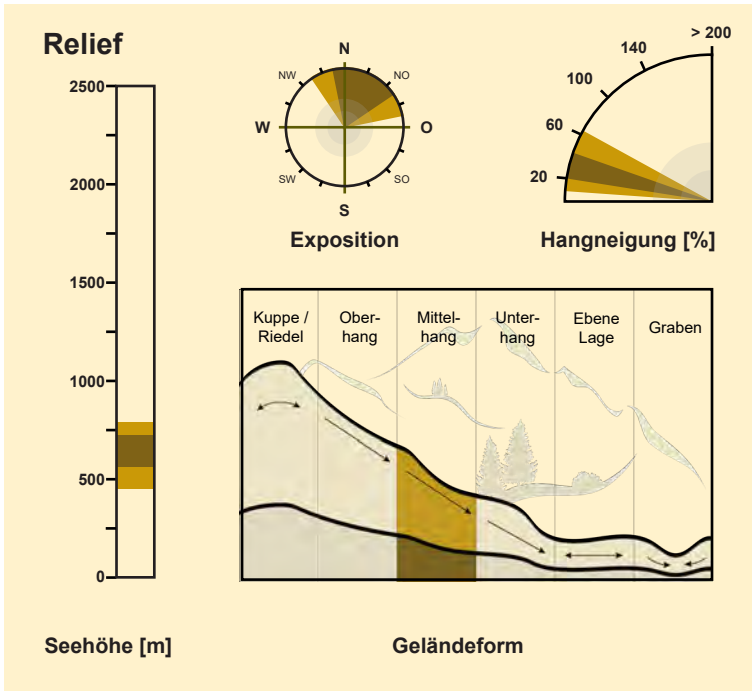 Relief
2500
2000
1500
1000
500
0
Seehöhe [m]
N
NW
NO
W
O
SW
SO
S
Exposition
> 200
140
100
60
20
Hangneigung [%]
Kuppe /
Riedel
Ober-
hang
Mittel-
hang
Unter-
hang
Ebene
Lage
Graben
Geländeform